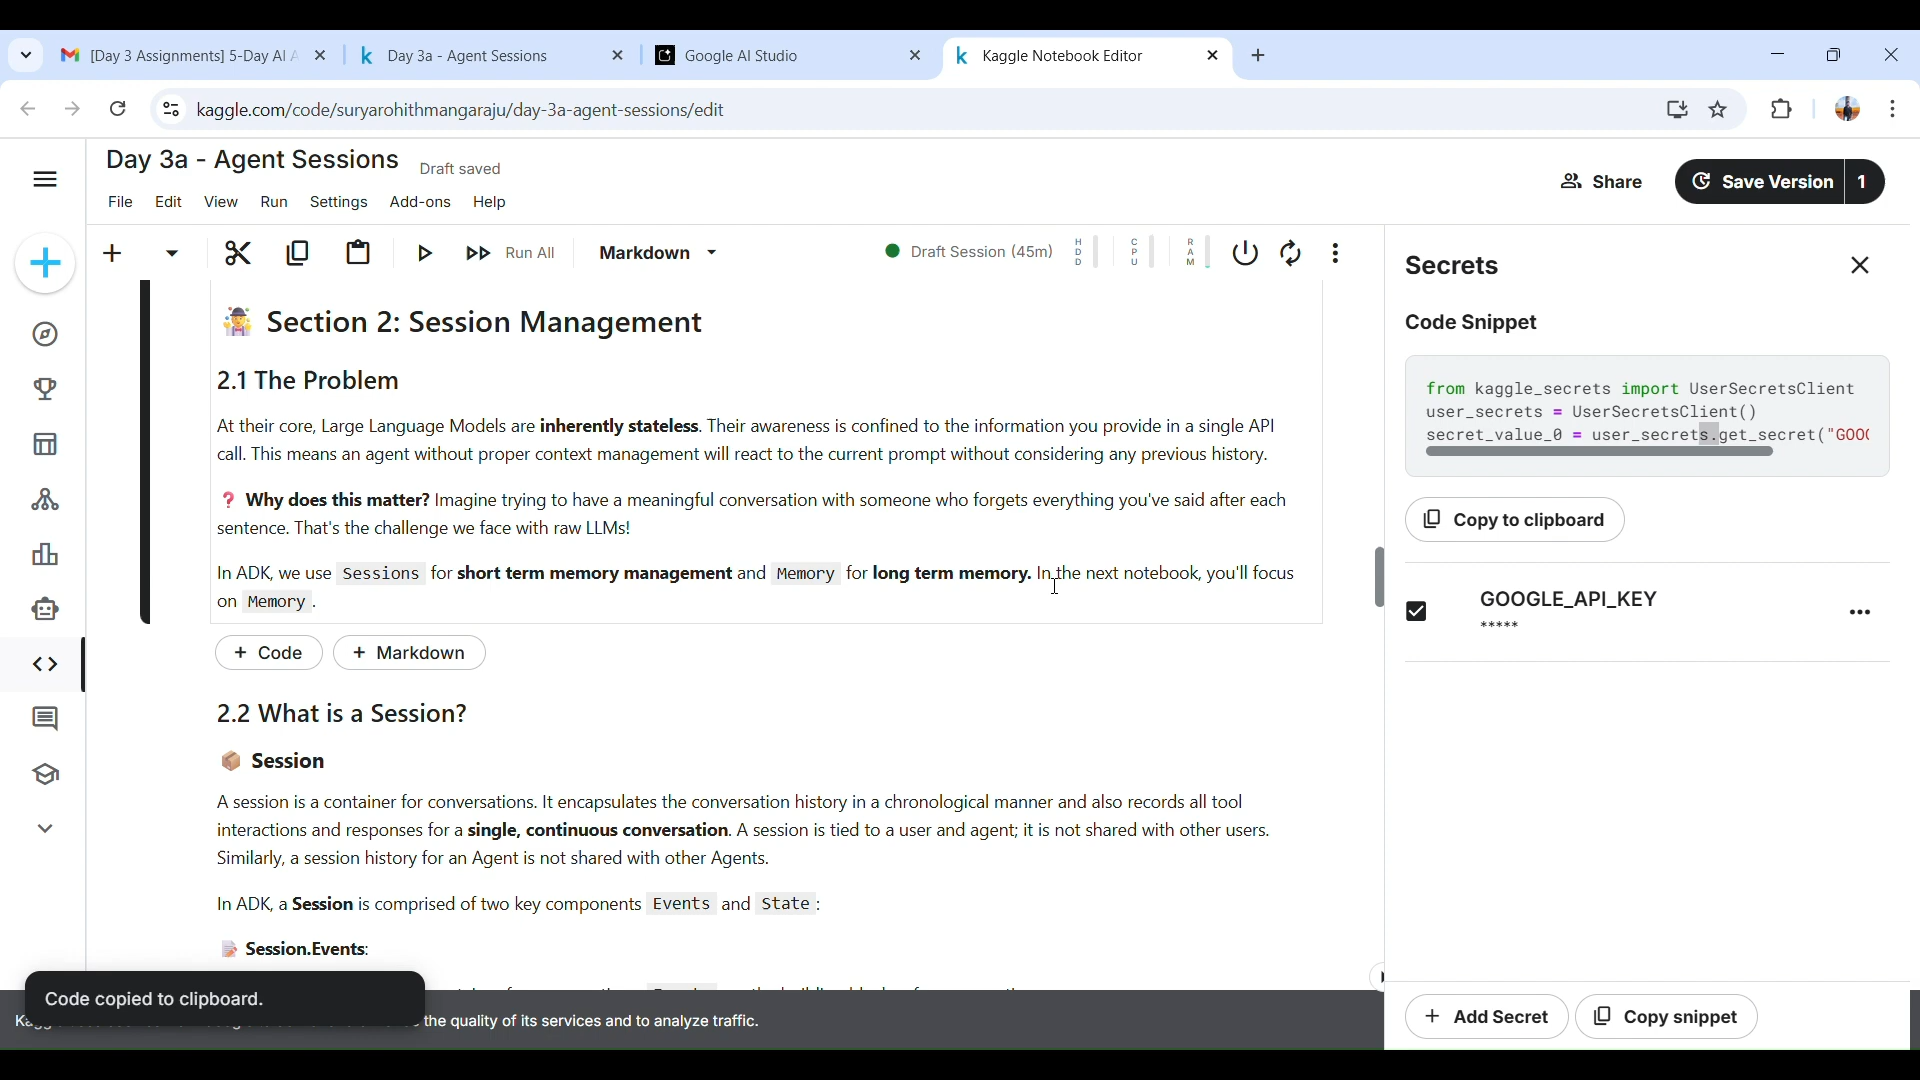 [Day 3 Assignments] 5-Day AI A
Day 3a - Agent Sessions
Google AI Studio
Kaggle Notebook Editor
kaggle.com/code/suryarohithmangaraju/day-3a-agent-sessions/edit
Day 3a - Agent Sessions
Draft saved
File Edit View Run Settings Add-ons Help
Share
Save Version 1
Run All
Markdown
Draft Session (45m)
HDD
CPU
RAM
Section 2: Session Management
2.1 The Problem
At their core, Large Language Models are inherently stateless. Their awareness is confined to the information you provide in a single API
call. This means an agent without proper context management will react to the current prompt without considering any previous history.
❓ Why does this matter? Imagine trying to have a meaningful conversation with someone who forgets everything you've said after each
sentence. That's the challenge we face with raw LLMs!
In ADK, we use Sessions for short term memory management and Memory for long term memory. In the next notebook, you'll focus
on Memory.
+ Code
+ Markdown
2.2 What is a Session?
Session
A session is a container for conversations. It encapsulates the conversation history in a chronological manner and also records all tool
interactions and responses for a single, continuous conversation. A session is tied to a user and agent; it is not shared with other users.
Similarly, a session history for an Agent is not shared with other Agents.
In ADK, a Session is comprised of two key components Events and State:
Session.Events:
Code copied to clipboard.
the quality of its services and to analyze traffic.
Secrets
Code Snippet
from kaggle_secrets import UserSecretsClient
user_secrets = UserSecretsClient()
secret_value_0 = user_secrets.get_secret("GOO
Copy to clipboard
GOOGLE_API_KEY
*****
+ Add Secret
Copy snippet